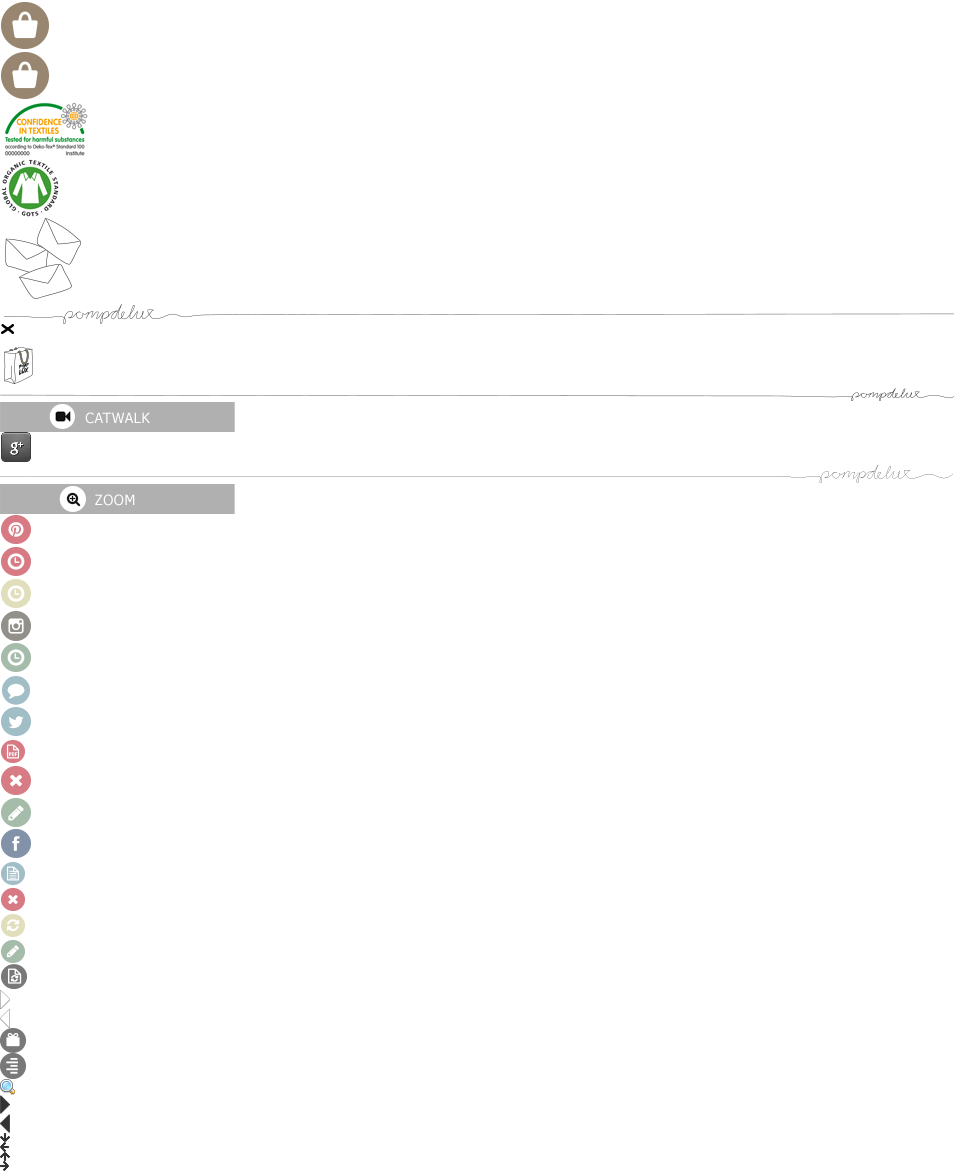 CONFIDENCE
IN TEXTILES
Tested for harmful substances
according to Oeko-Tex® Standard 100
00000000 Institute
GLOBAL ORGANIC TEXTILE STANDARD · GOTS ·
pompdelux
pompdelux
CATWALK
g+
pompdelux
ZOOM
PDF